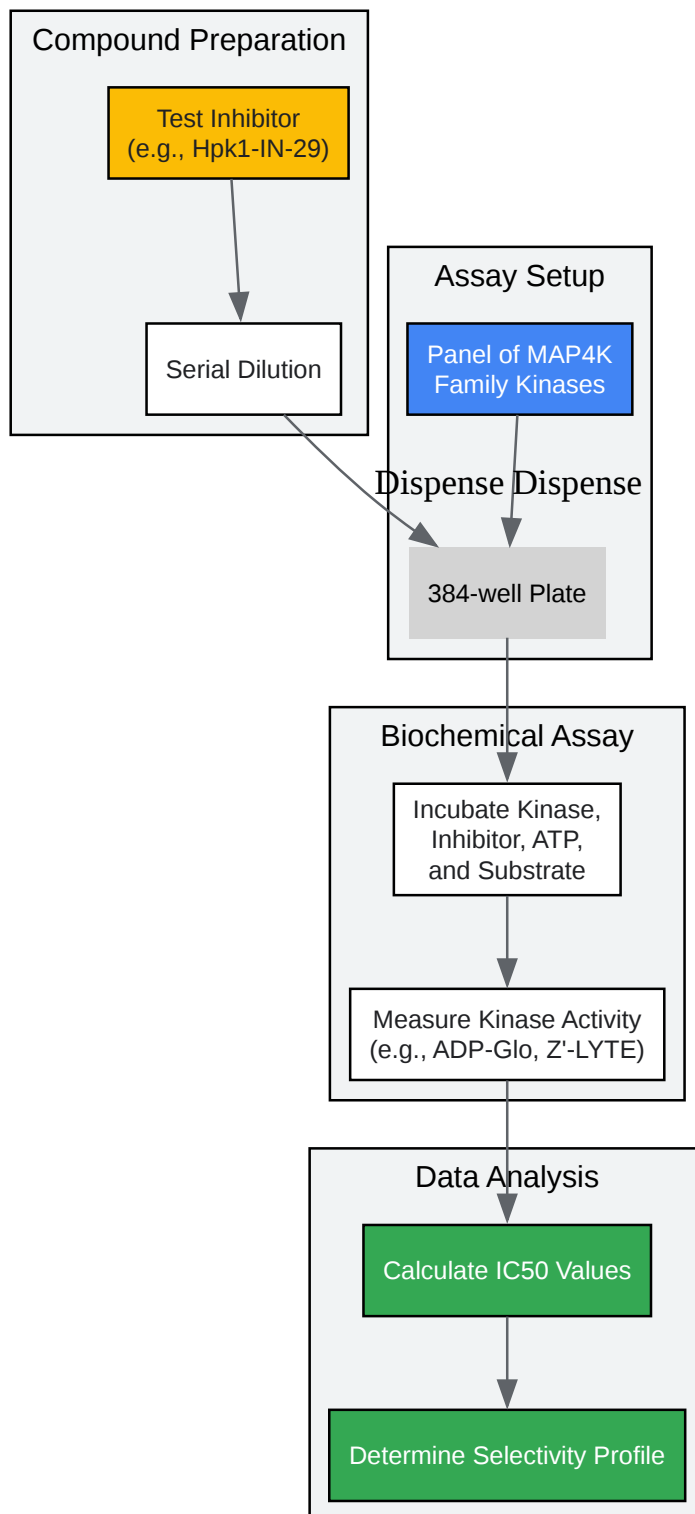 Compound Preparation
Test Inhibitor
(e.g., Hpk1-IN-29)
Serial Dilution
Assay Setup
Panel of MAP4K
Family Kinases
Dispense
Dispense
384-well Plate
Biochemical Assay
Incubate Kinase,
Inhibitor, ATP,
and Substrate
Measure Kinase Activity
(e.g., ADP-Glo, Z'-LYTE)
Data Analysis
Calculate IC50 Values
Determine Selectivity Profile